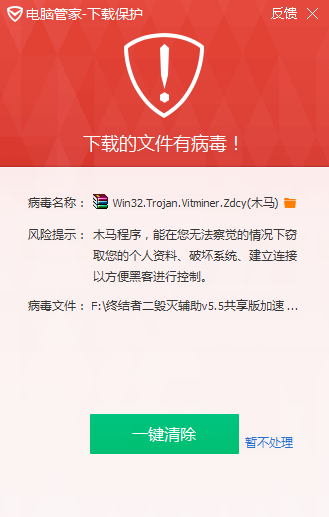 电脑管家-下载保护 反馈
下载的文件有病毒！
病毒名称： Win32.Trojan.Vitminer.Zdcy(木马)
风险提示： 木马程序，能在您无法察觉的情况下窃
取您的个人资料、破坏系统、建立连接
以方便黑客进行控制。
病毒文件： F:\终结者二毁灭辅助v5.5共享版加速 ...
一键清除
暂不处理